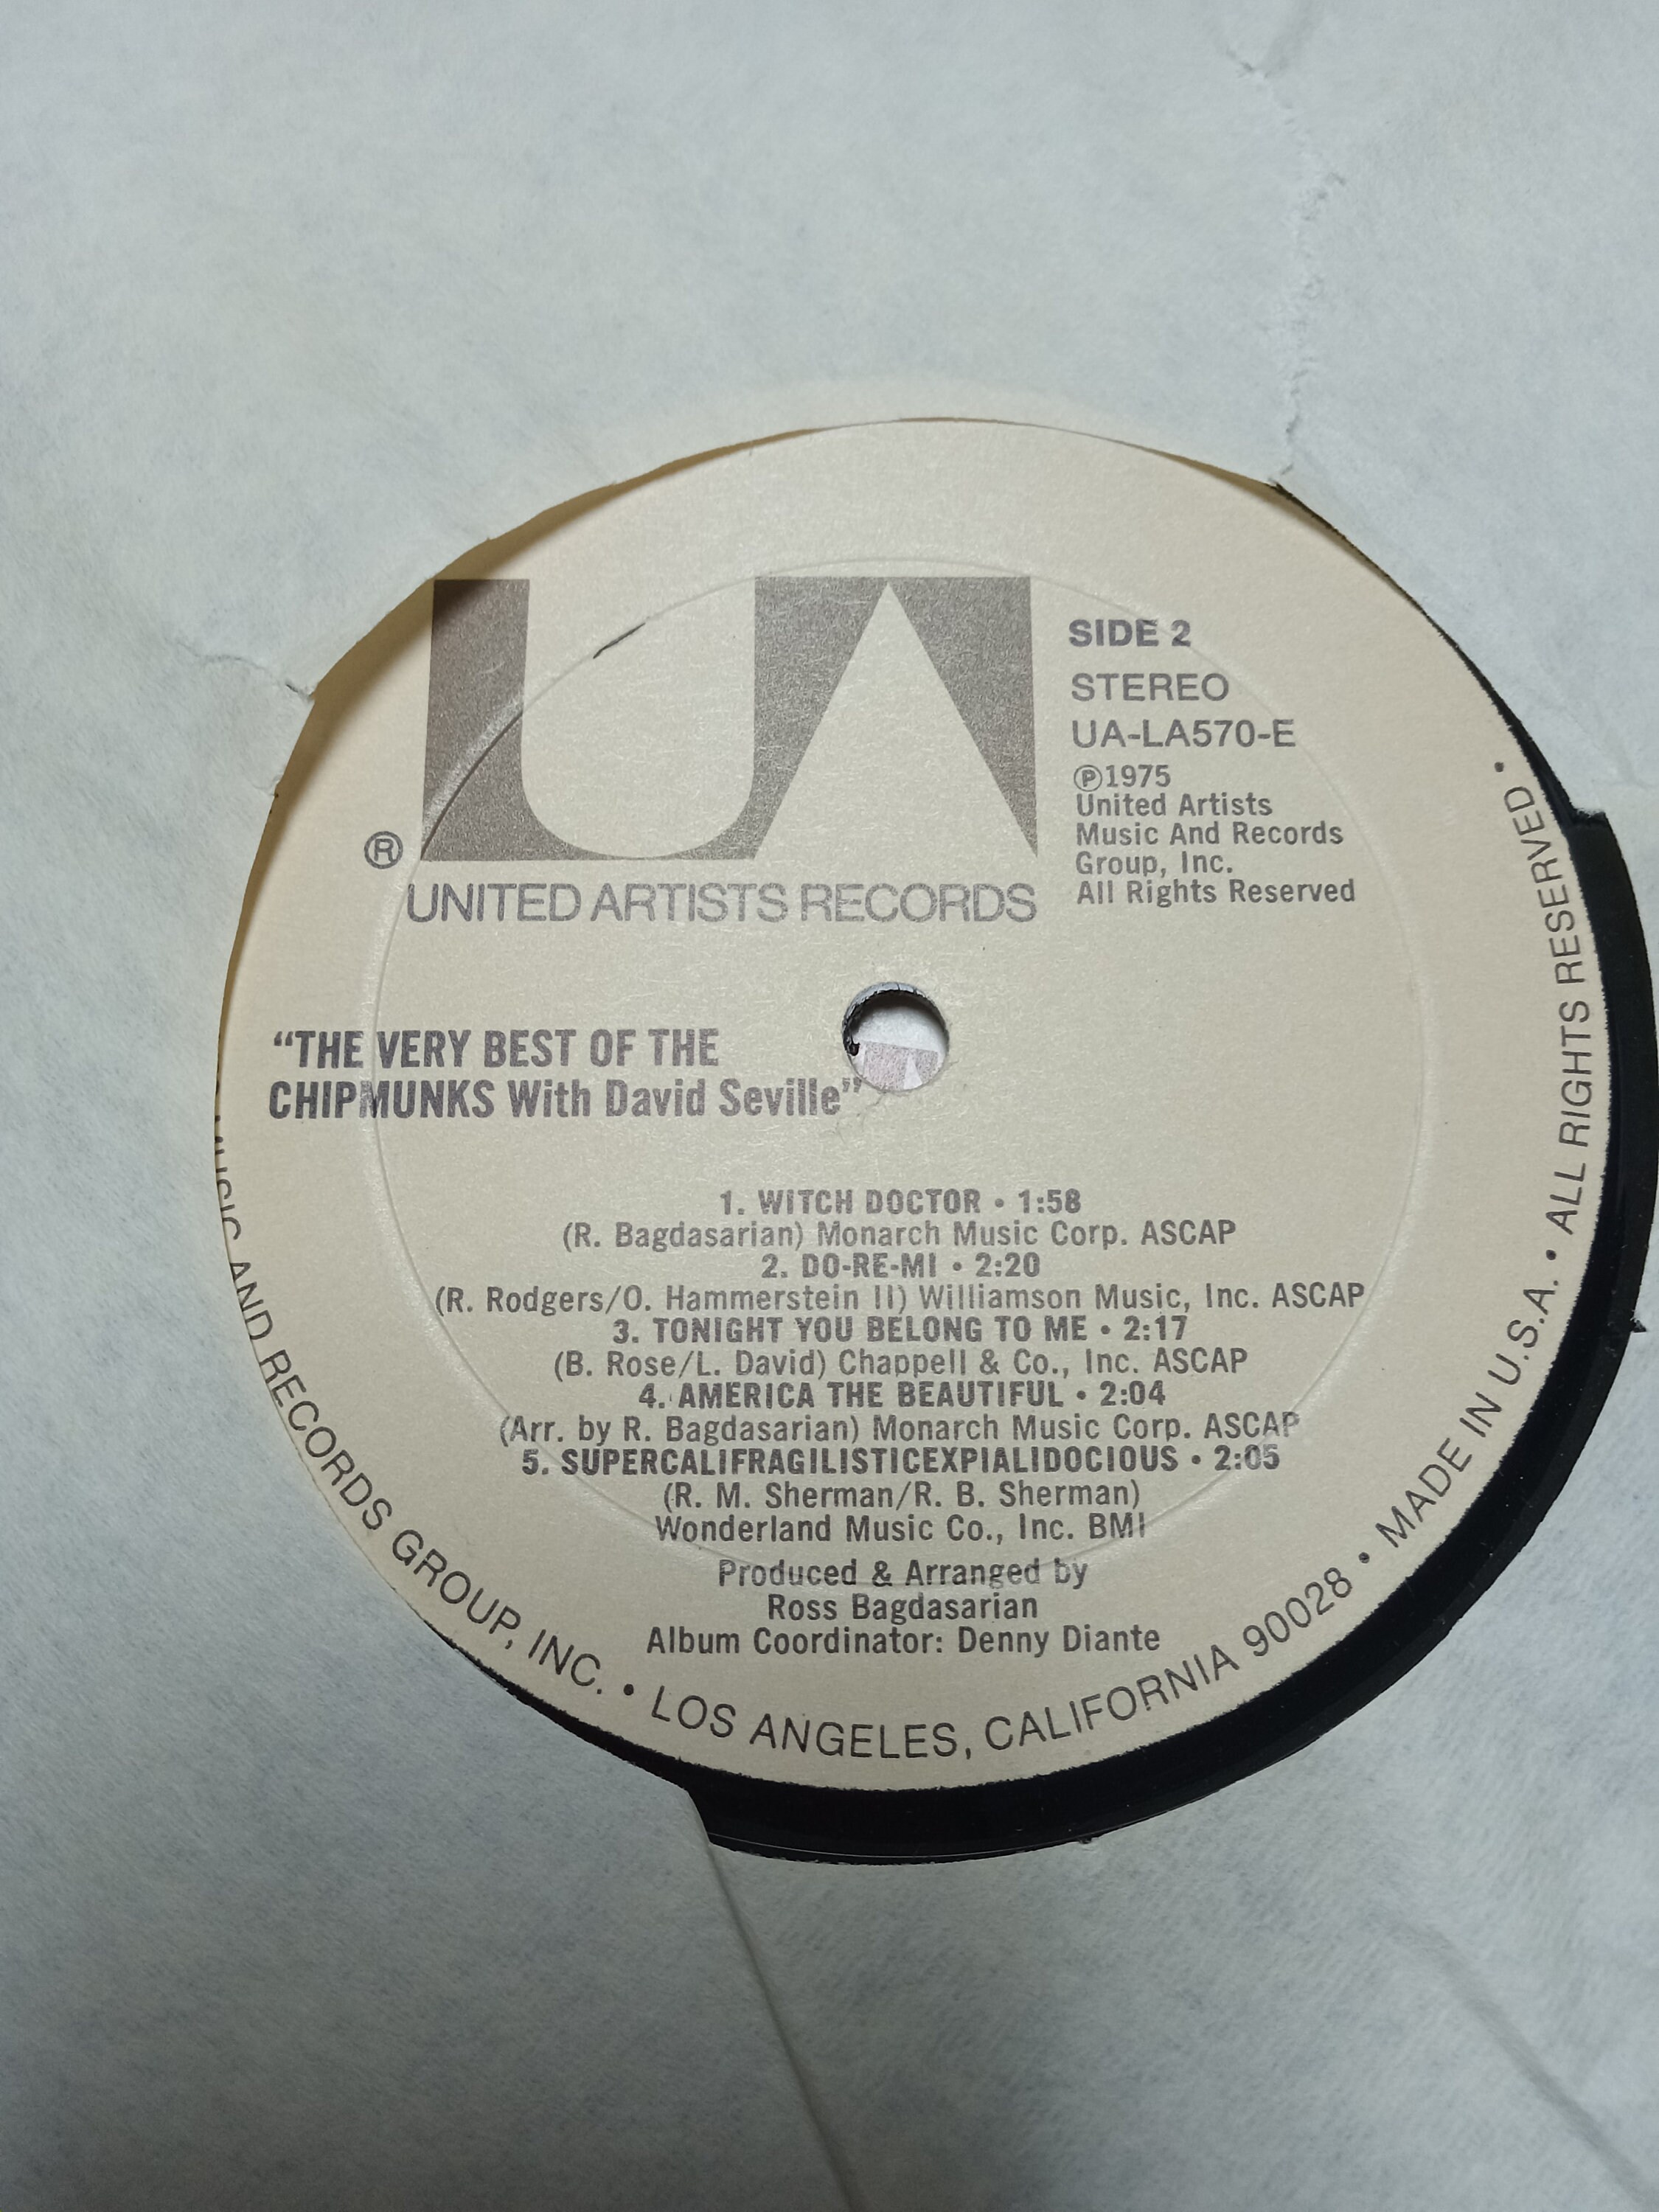 UA
SIDE 2
STEREO
UA-LA570-E
℗1975
United Artists
Music And Records
Group, Inc.
All Rights Reserved
®
UNITED ARTISTS RECORDS
“THE VERY BEST OF THE
CHIPMUNKS With David Seville”
1. WITCH DOCTOR • 1:58
(R. Bagdasarian) Monarch Music Corp. ASCAP
2. DO-RE-MI • 2:20
(R. Rodgers/O. Hammerstein II) Williamson Music, Inc. ASCAP
3. TONIGHT YOU BELONG TO ME • 2:17
(B. Rose/L. David) Chappell & Co., Inc. ASCAP
4. AMERICA THE BEAUTIFUL • 2:04
(Arr. by R. Bagdasarian) Monarch Music Corp. ASCAP
5. SUPERCALIFRAGILISTICEXPIALIDOCIOUS • 2:05
(R. M. Sherman/R. B. Sherman)
Wonderland Music Co., Inc. BMI
Produced & Arranged by
Ross Bagdasarian
Album Coordinator: Denny Diante
MUSIC AND RECORDS GROUP, INC. • LOS ANGELES, CALIFORNIA 90028 • MADE IN U.S.A. • ALL RIGHTS RESERVED •